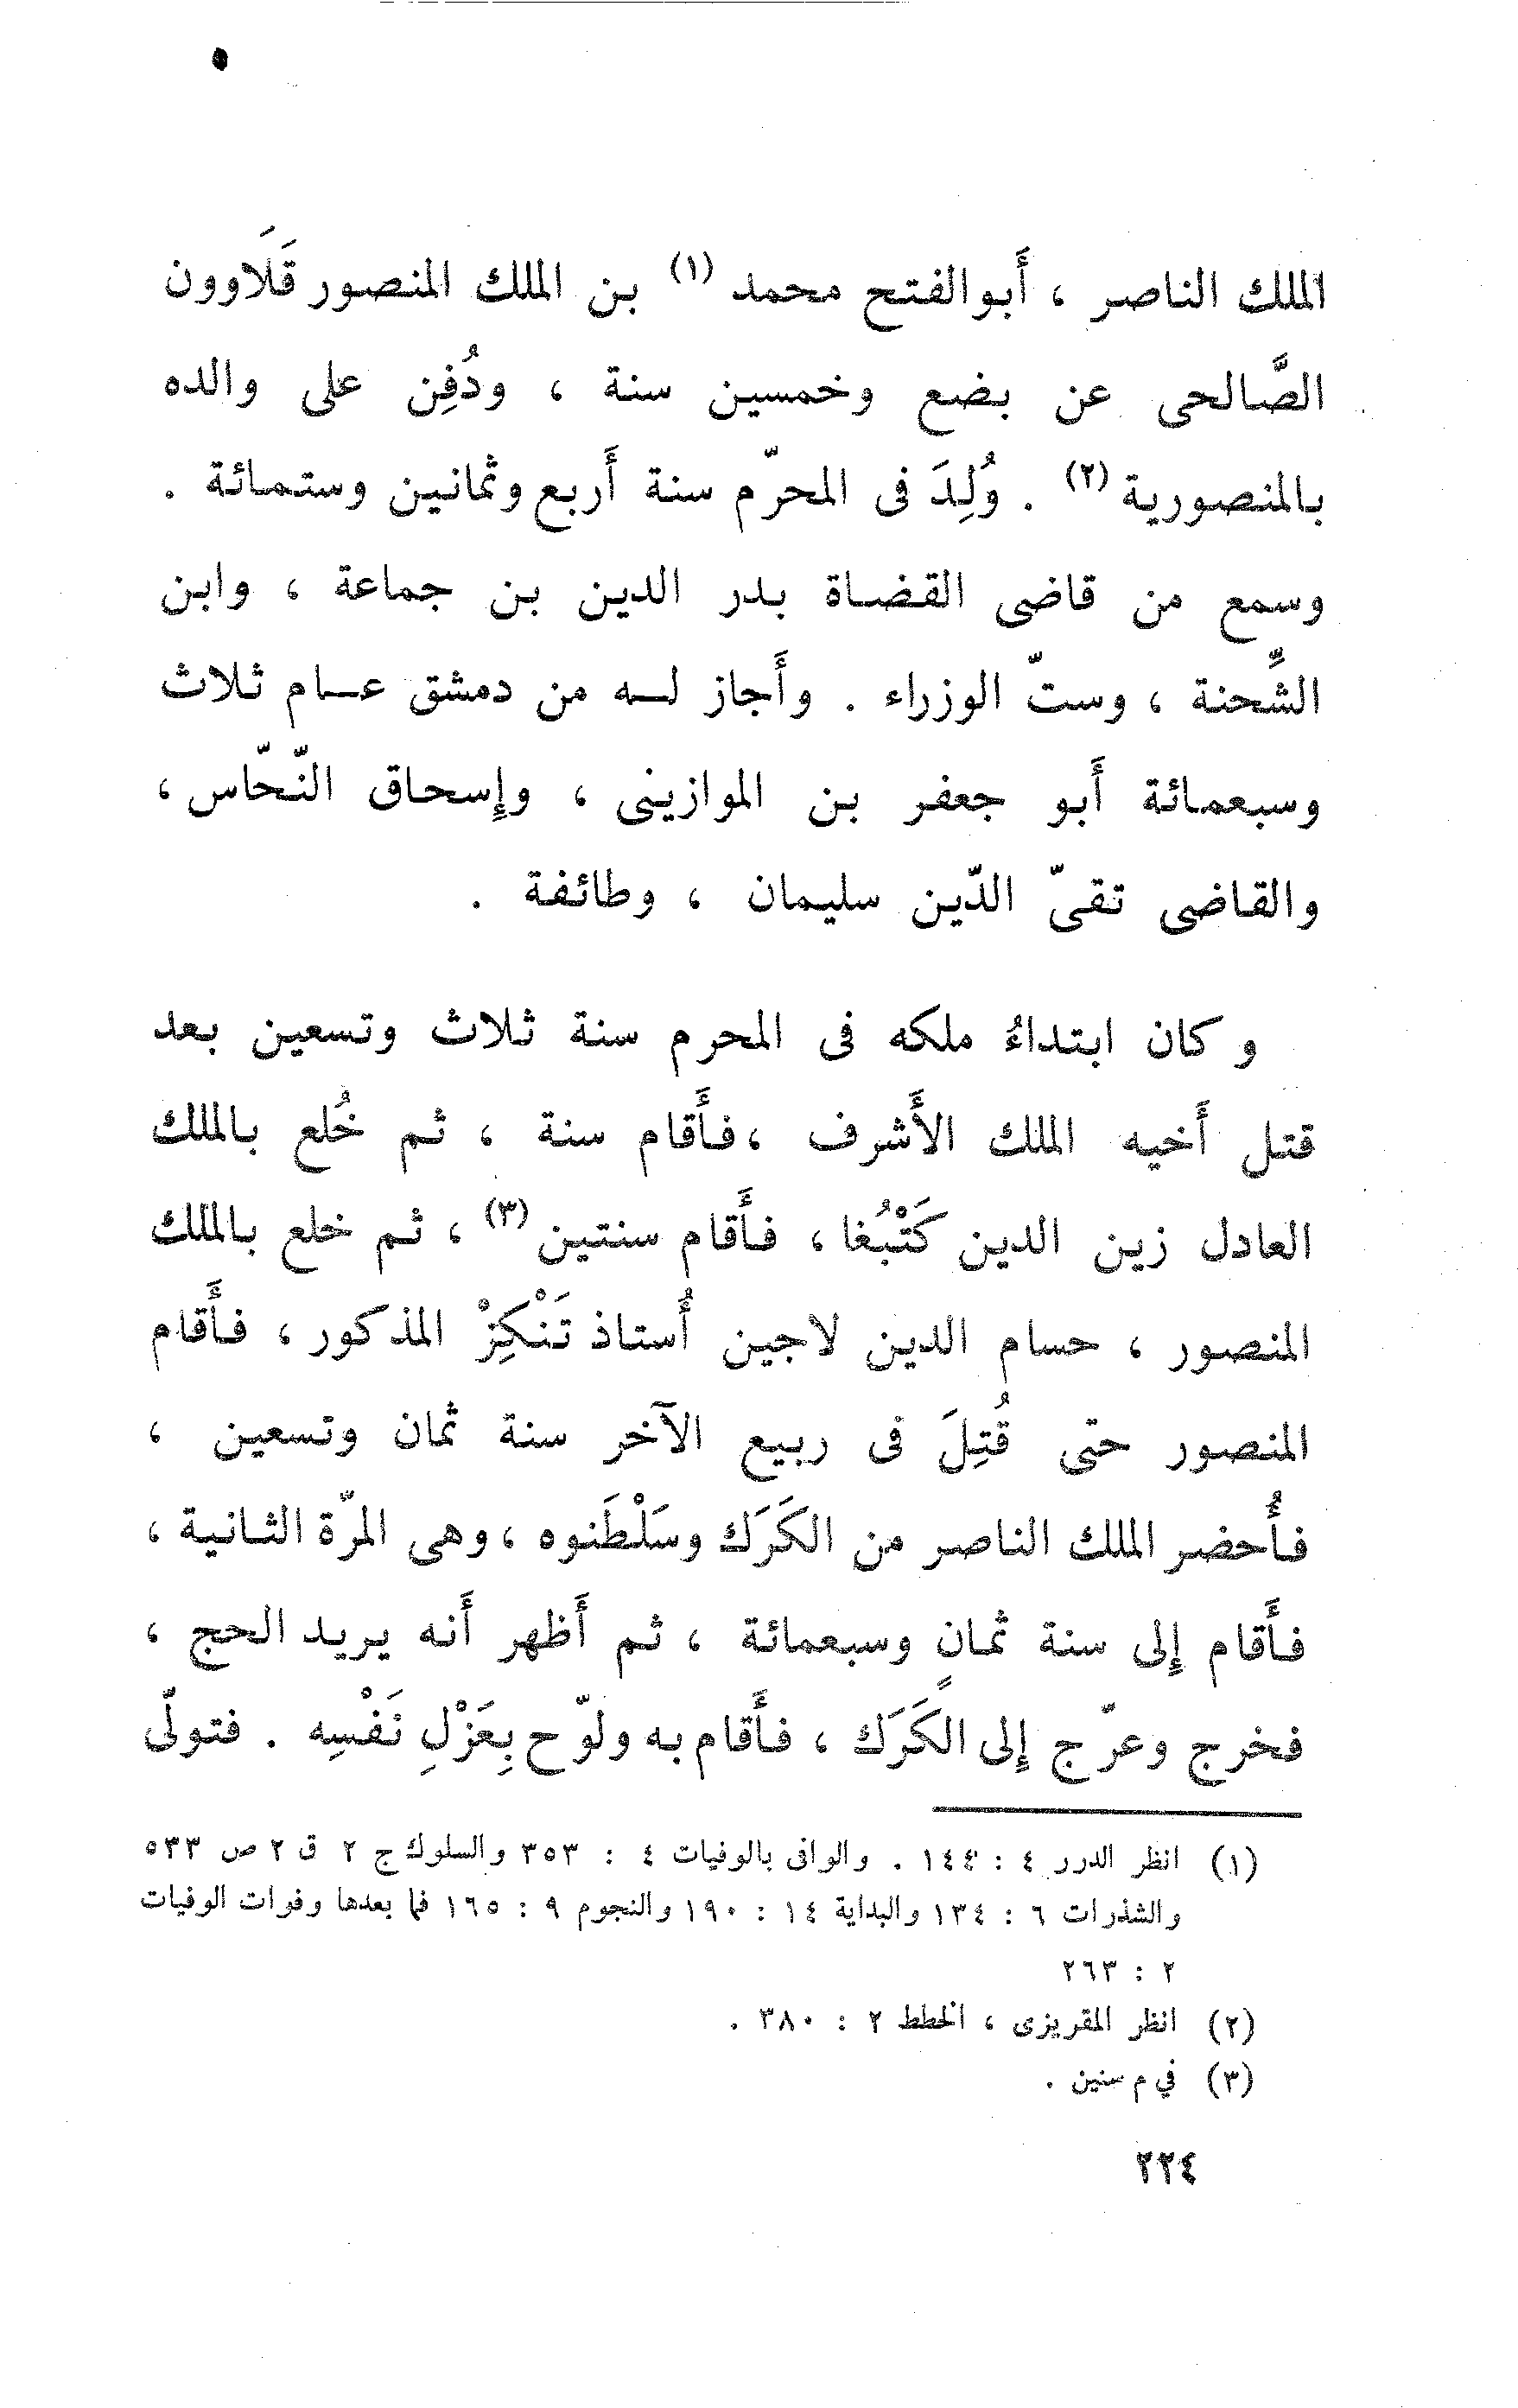 الملك الناصر ، أَبوالفتح محمد (١) بن الملك المنصور قَلَاوون
الصَّالحى عن بضع وخمسين سنة ، ودُفِن على والده
بالمنصورية (٢) . وُلِدَ فى المحرّم سنة أَربع وثمانين وستمائة .
وسمع من قاضى القضاة بدر الدين بن جماعة ، وابن
الشِّحنة ، وستّ الوزراء . وأَجاز لــه من دمشق عــام ثلاث
وسبعمائة أَبو جعفر بن الموازينى ، وإِسحاق النّحّاس ،
والقاضى تقىّ الدّين سليمان ، وطائفة .
وكان ابتداءُ ملكه فى المحرم سنة ثلاث وتسعين بعد
قتل أَخيه الملك الأَشرف ،فأَقام سنة ، ثم خُلع بالملك
العادل زين الدين كَتْبُغا ، فأَقام سنتين (٣) ، ثم خلع بالملك
المنصور ، حسام الدين لاجين أُستاذ تَنْكِزْ المذكور ، فأَقام
المنصور حتى قُتِلَ فى ربيع الآخر سنة ثمان وتسعين ،
فأُحضر الملك الناصر من الكَرَك وسَلْطَنوه ، وهى المرّة الثانية ،
فأَقام إِلى سنة ثمانٍ وسبعمائة ، ثم أَظهر أَنه يريد الحج ،
فخرج وعرّج إِلى الكَرَك ، فأَقام به ولوّح بِعَزْلِ نَفْسِه . فتولّى
(١) انظر الدرر ٤ : ١٤٤ . والوافى بالوفيات ٤ : ٣٥٣ والسلوك ج ٢ ق ٢ ص ٥٣٣
والشذرات ٦ : ١٣٤ والبداية ١٤ : ١٩٠ والنجوم ٩ : ١٦٥ فما بعدها وفوات الوفيات
٢ : ٢٦٣
(٢) انظر المقريزى ، الخطط ٢ : ٣٨٠ .
(٣) في م سنين .
٢٢٤